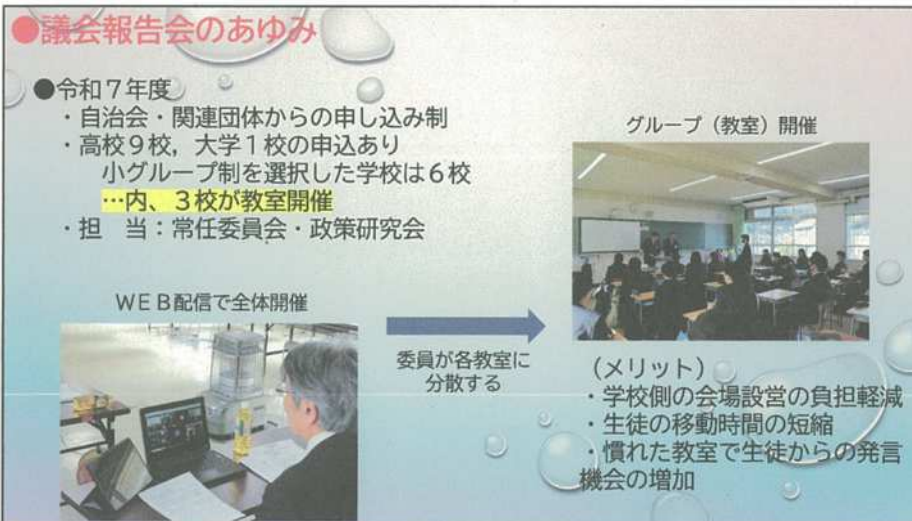 ●議会報告会のあゆみ
●令和７年度
・自治会・関連団体からの申し込み制
・高校９校，大学１校の申込あり
小グループ制を選択した学校は６校
…内、３校が教室開催
・担　当：常任委員会・政策研究会
ＷＥＢ配信で全体開催
委員が各教室に
分散する
グループ（教室）開催
（メリット）
・学校側の会場設営の負担軽減
・生徒の移動時間の短縮
・慣れた教室で生徒からの発言
機会の増加